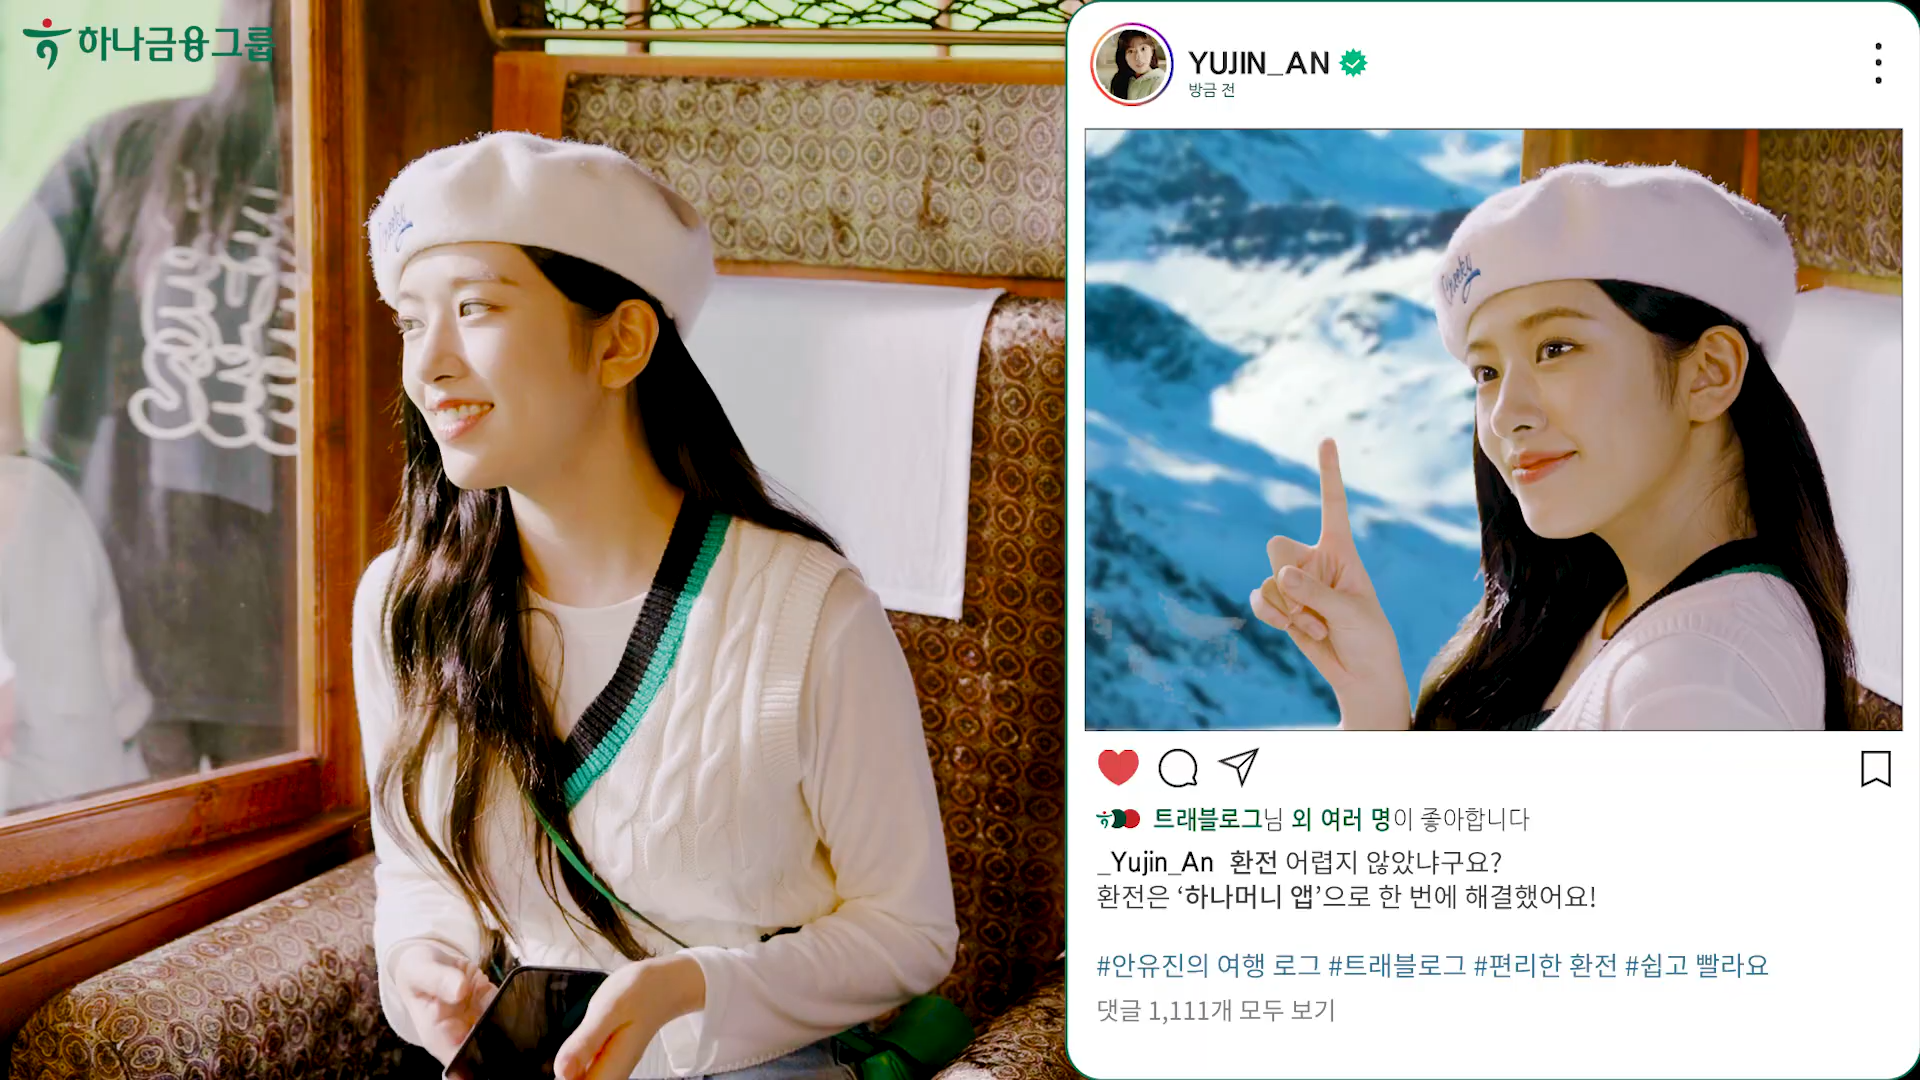 하나금융그룹
YUJIN_AN
방금 전
트래블로그님 외 여러 명이 좋아합니다
_Yujin_An 환전 어렵지 않았냐구요?
환전은 ‘하나머니 앱’으로 한 번에 해결했어요!
#안유진의 여행 로그 #트래블로그 #편리한 환전 #쉽고 빨라요
댓글 1,111개 모두 보기